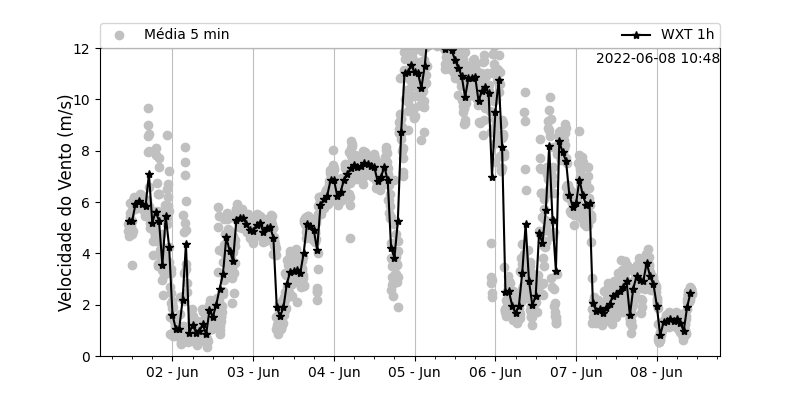 Média 5 min
WXT 1h
2022-06-08 10:48
Velocidade do Vento (m/s)
12
10
8
6
4
2
0
02 - Jun 03 - Jun 04 - Jun 05 - Jun 06 - Jun 07 - Jun 08 - Jun